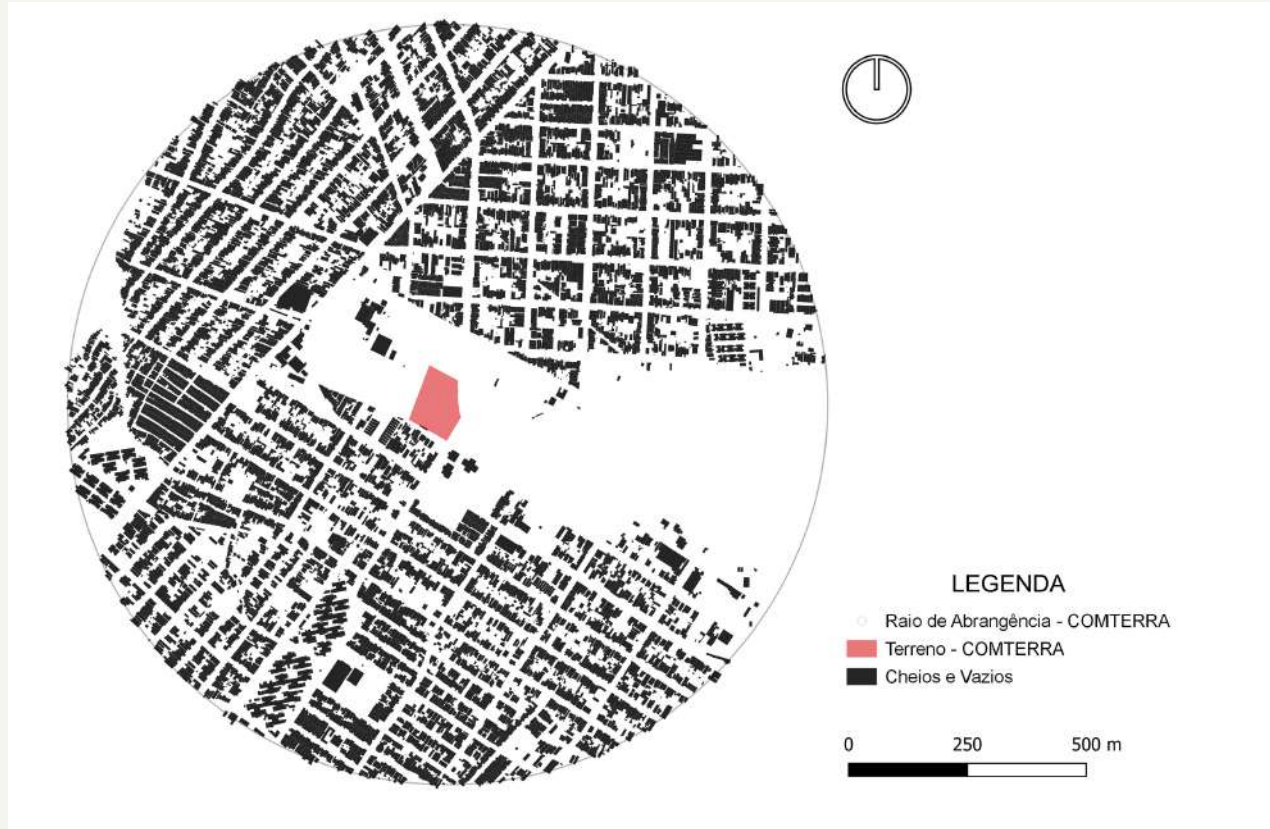 LEGENDA
Raio de Abrangência - COMTERRA
Terreno - COMTERRA
Cheios e Vazios
0 250 500 m